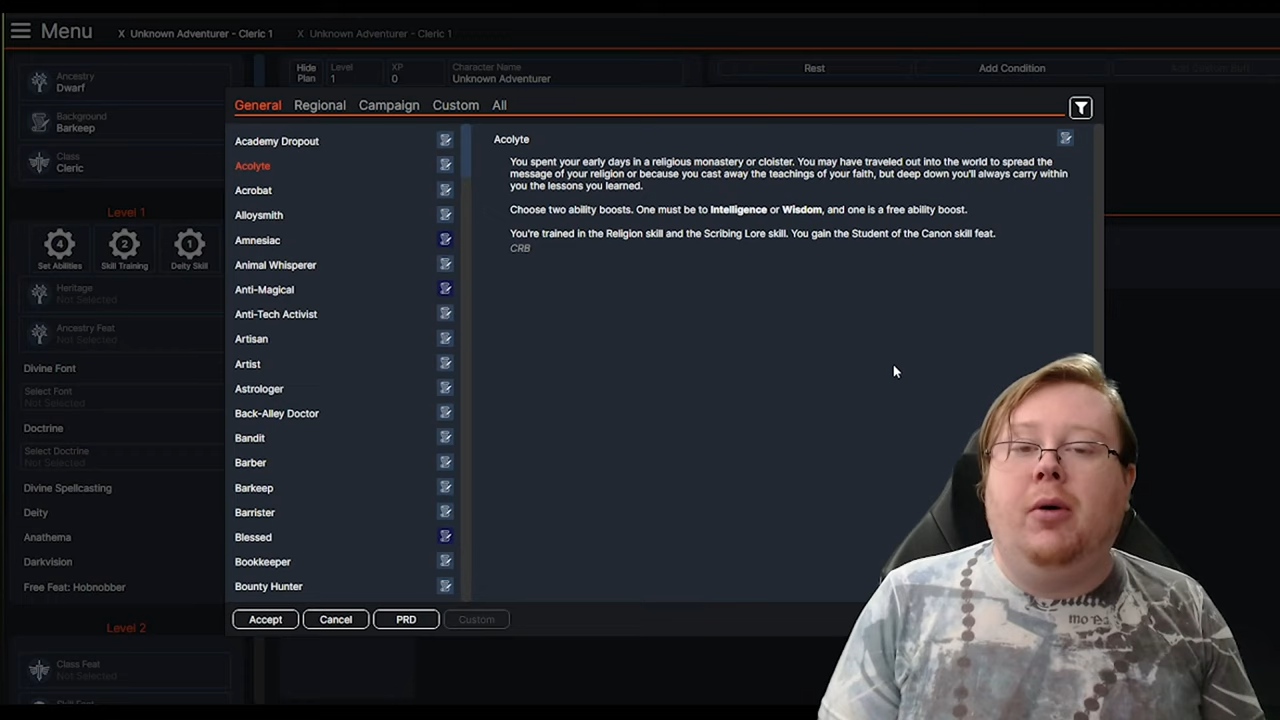 Menu
X Unknown Adventurer - Cleric 1
X Unknown Adventurer - Cleric 1
Ancestry
Dwarf
Background
Barkeep
Class
Cleric
Level 1
4
2
1
Set Abilities
Skill Training
Deity Skill
Heritage
Not Selected
Ancestry Feat
Not Selected
Divine Font
Select Font
Not Selected
Doctrine
Select Doctrine
Not Selected
Divine Spellcasting
Deity
Anathema
Darkvision
Free Feat: Hobnobber
Level 2
Class Feat
Not Selected
Hide
Plan
Level
1
XP
0
Character Name
Unknown Adventurer
Rest
Add Condition
General
Regional
Campaign
Custom
All
Academy Dropout
Acolyte
Acrobat
Alloysmith
Amnesiac
Animal Whisperer
Anti-Magical
Anti-Tech Activist
Artisan
Artist
Astrologer
Back-Alley Doctor
Bandit
Barber
Barkeep
Barrister
Blessed
Bookkeeper
Bounty Hunter
Acolyte
You spent your early days in a religious monastery or cloister. You may have traveled out into the world to spread the
message of your religion or because you cast away the teachings of your faith, but deep down you'll always carry within
you the lessons you learned.
Choose two ability boosts. One must be to Intelligence or Wisdom, and one is a free ability boost.
You're trained in the Religion skill and the Scribing Lore skill. You gain the Student of the Canon skill feat.
CRB
Accept
Cancel
PRD
Custom